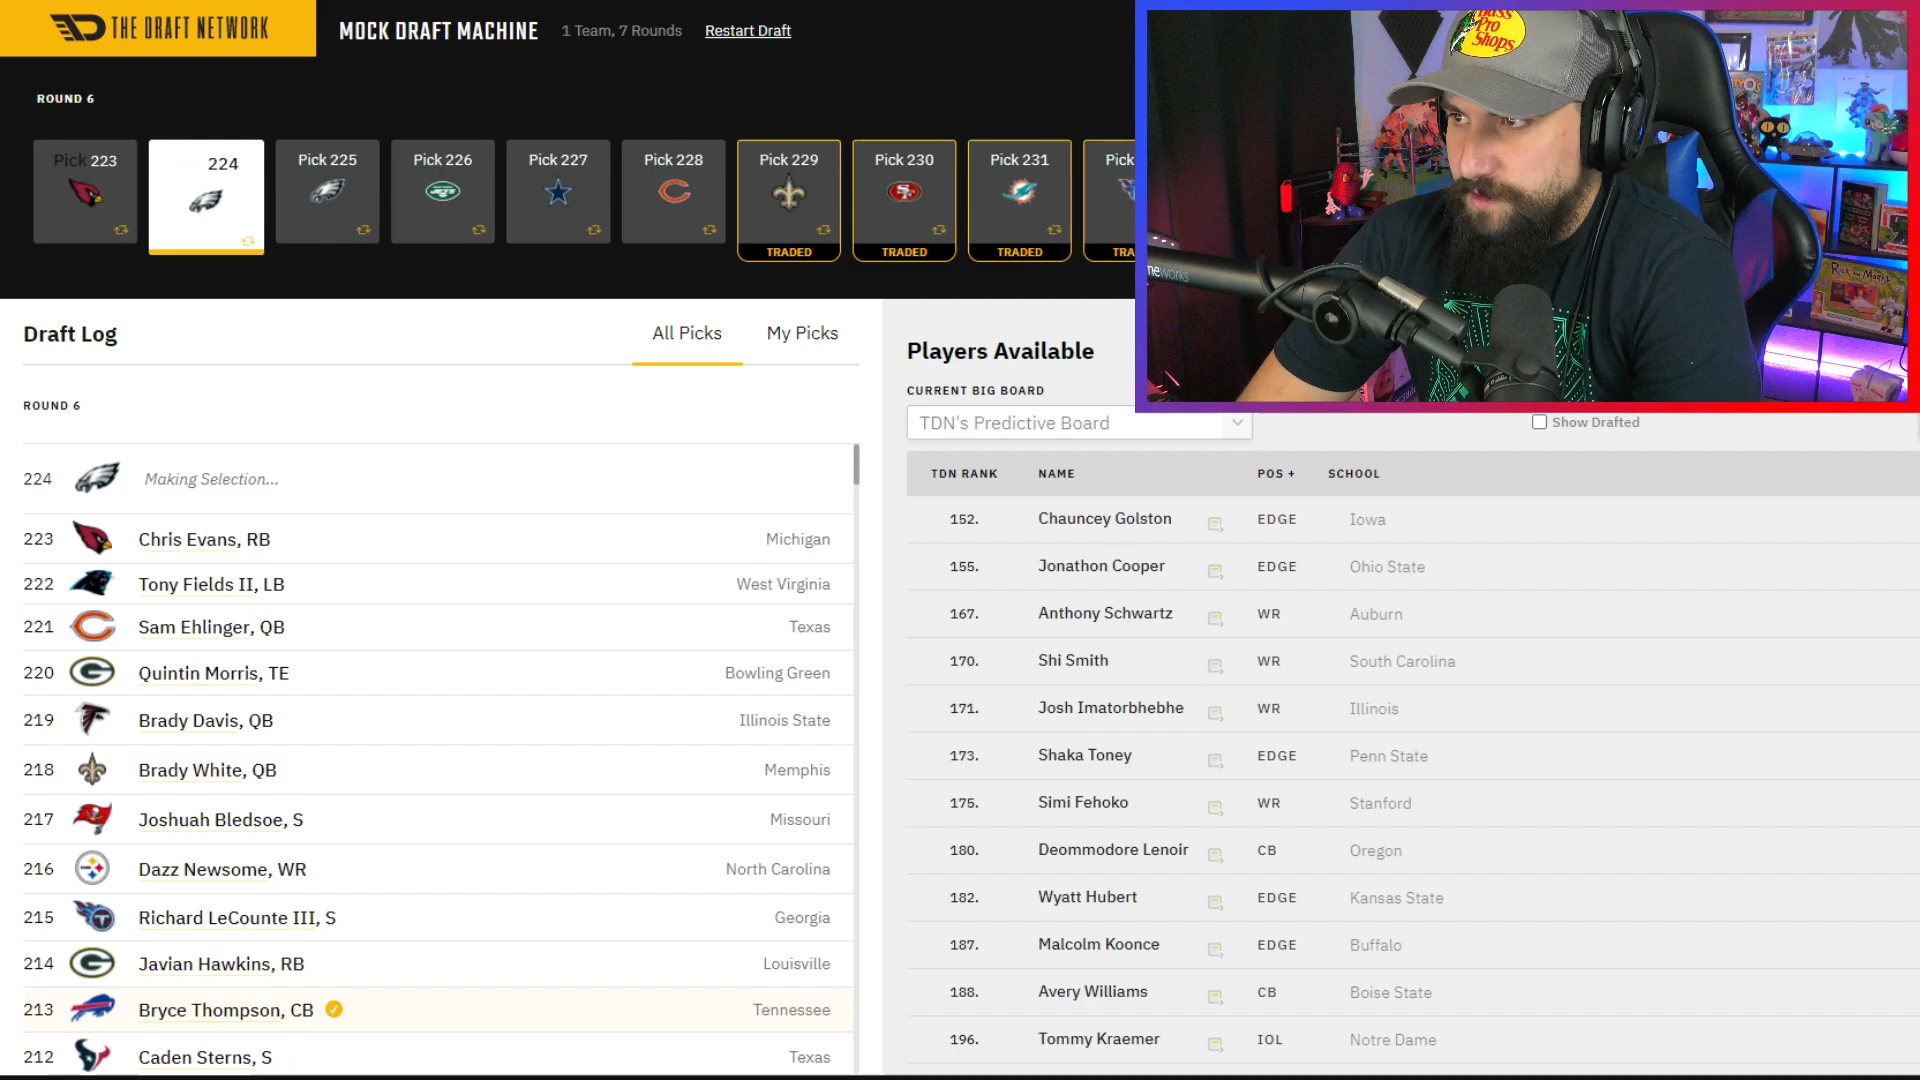 THE DRAFT NETWORK
MOCK DRAFT MACHINE
1 Team, 7 Rounds
Restart Draft
ROUND 6
Pick 223
224
Pick 225
Pick 226
Pick 227
Pick 228
Pick 229
TRADED
Pick 230
TRADED
Pick 231
TRADED
Pick
TRA
Bass Pro Shops
Rick and Morty
Draft Log
All Picks
My Picks
ROUND 6
224 Making Selection...
223 Chris Evans, RB Michigan
222 Tony Fields II, LB West Virginia
221 Sam Ehlinger, QB Texas
220 Quintin Morris, TE Bowling Green
219 Brady Davis, QB Illinois State
218 Brady White, QB Memphis
217 Joshuah Bledsoe, S Missouri
216 Dazz Newsome, WR North Carolina
215 Richard LeCounte III, S Georgia
214 Javian Hawkins, RB Louisville
213 Bryce Thompson, CB Tennessee
212 Caden Sterns, S Texas
Players Available
CURRENT BIG BOARD
TDN's Predictive Board
Show Drafted
TDN RANK NAME POS + SCHOOL
152. Chauncey Golston EDGE Iowa
155. Jonathon Cooper EDGE Ohio State
167. Anthony Schwartz WR Auburn
170. Shi Smith WR South Carolina
171. Josh Imatorbhebhe WR Illinois
173. Shaka Toney EDGE Penn State
175. Simi Fehoko WR Stanford
180. Deommodore Lenoir CB Oregon
182. Wyatt Hubert EDGE Kansas State
187. Malcolm Koonce EDGE Buffalo
188. Avery Williams CB Boise State
196. Tommy Kraemer IOL Notre Dame